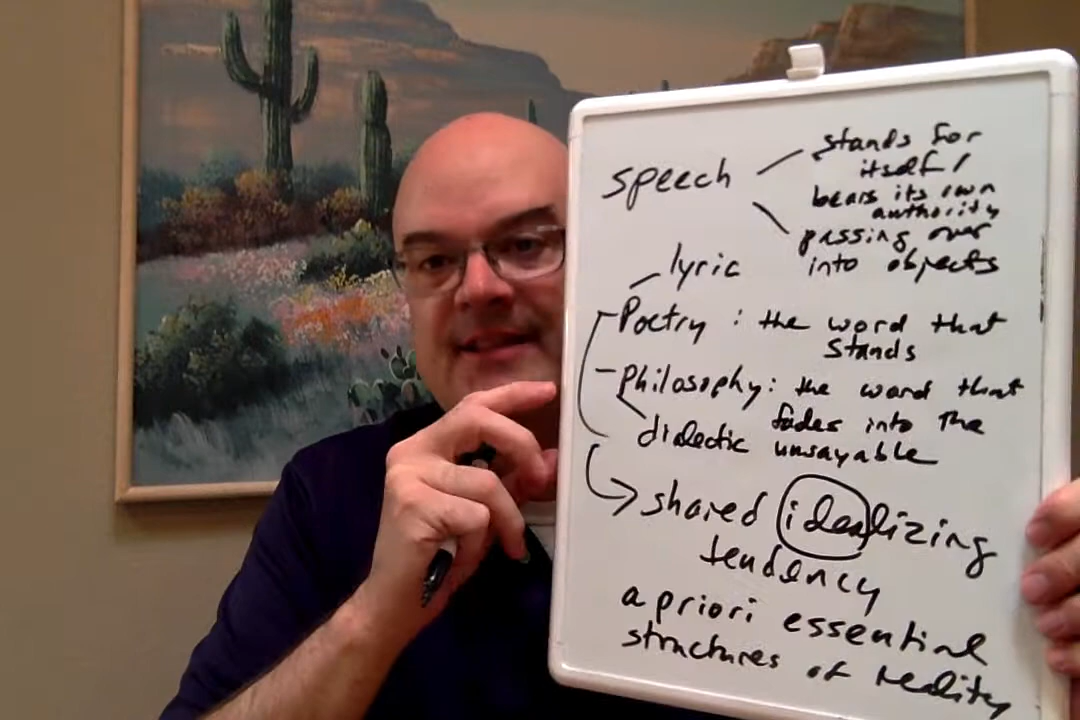 speech
stands for
itself/
bears its own
authority
passing over
into objects
lyric
Poetry: the word that
stands
Philosophy: the word that
fades into the
dialectic unsayable
shared idealizing
tendency
a priori essential
structures of reality